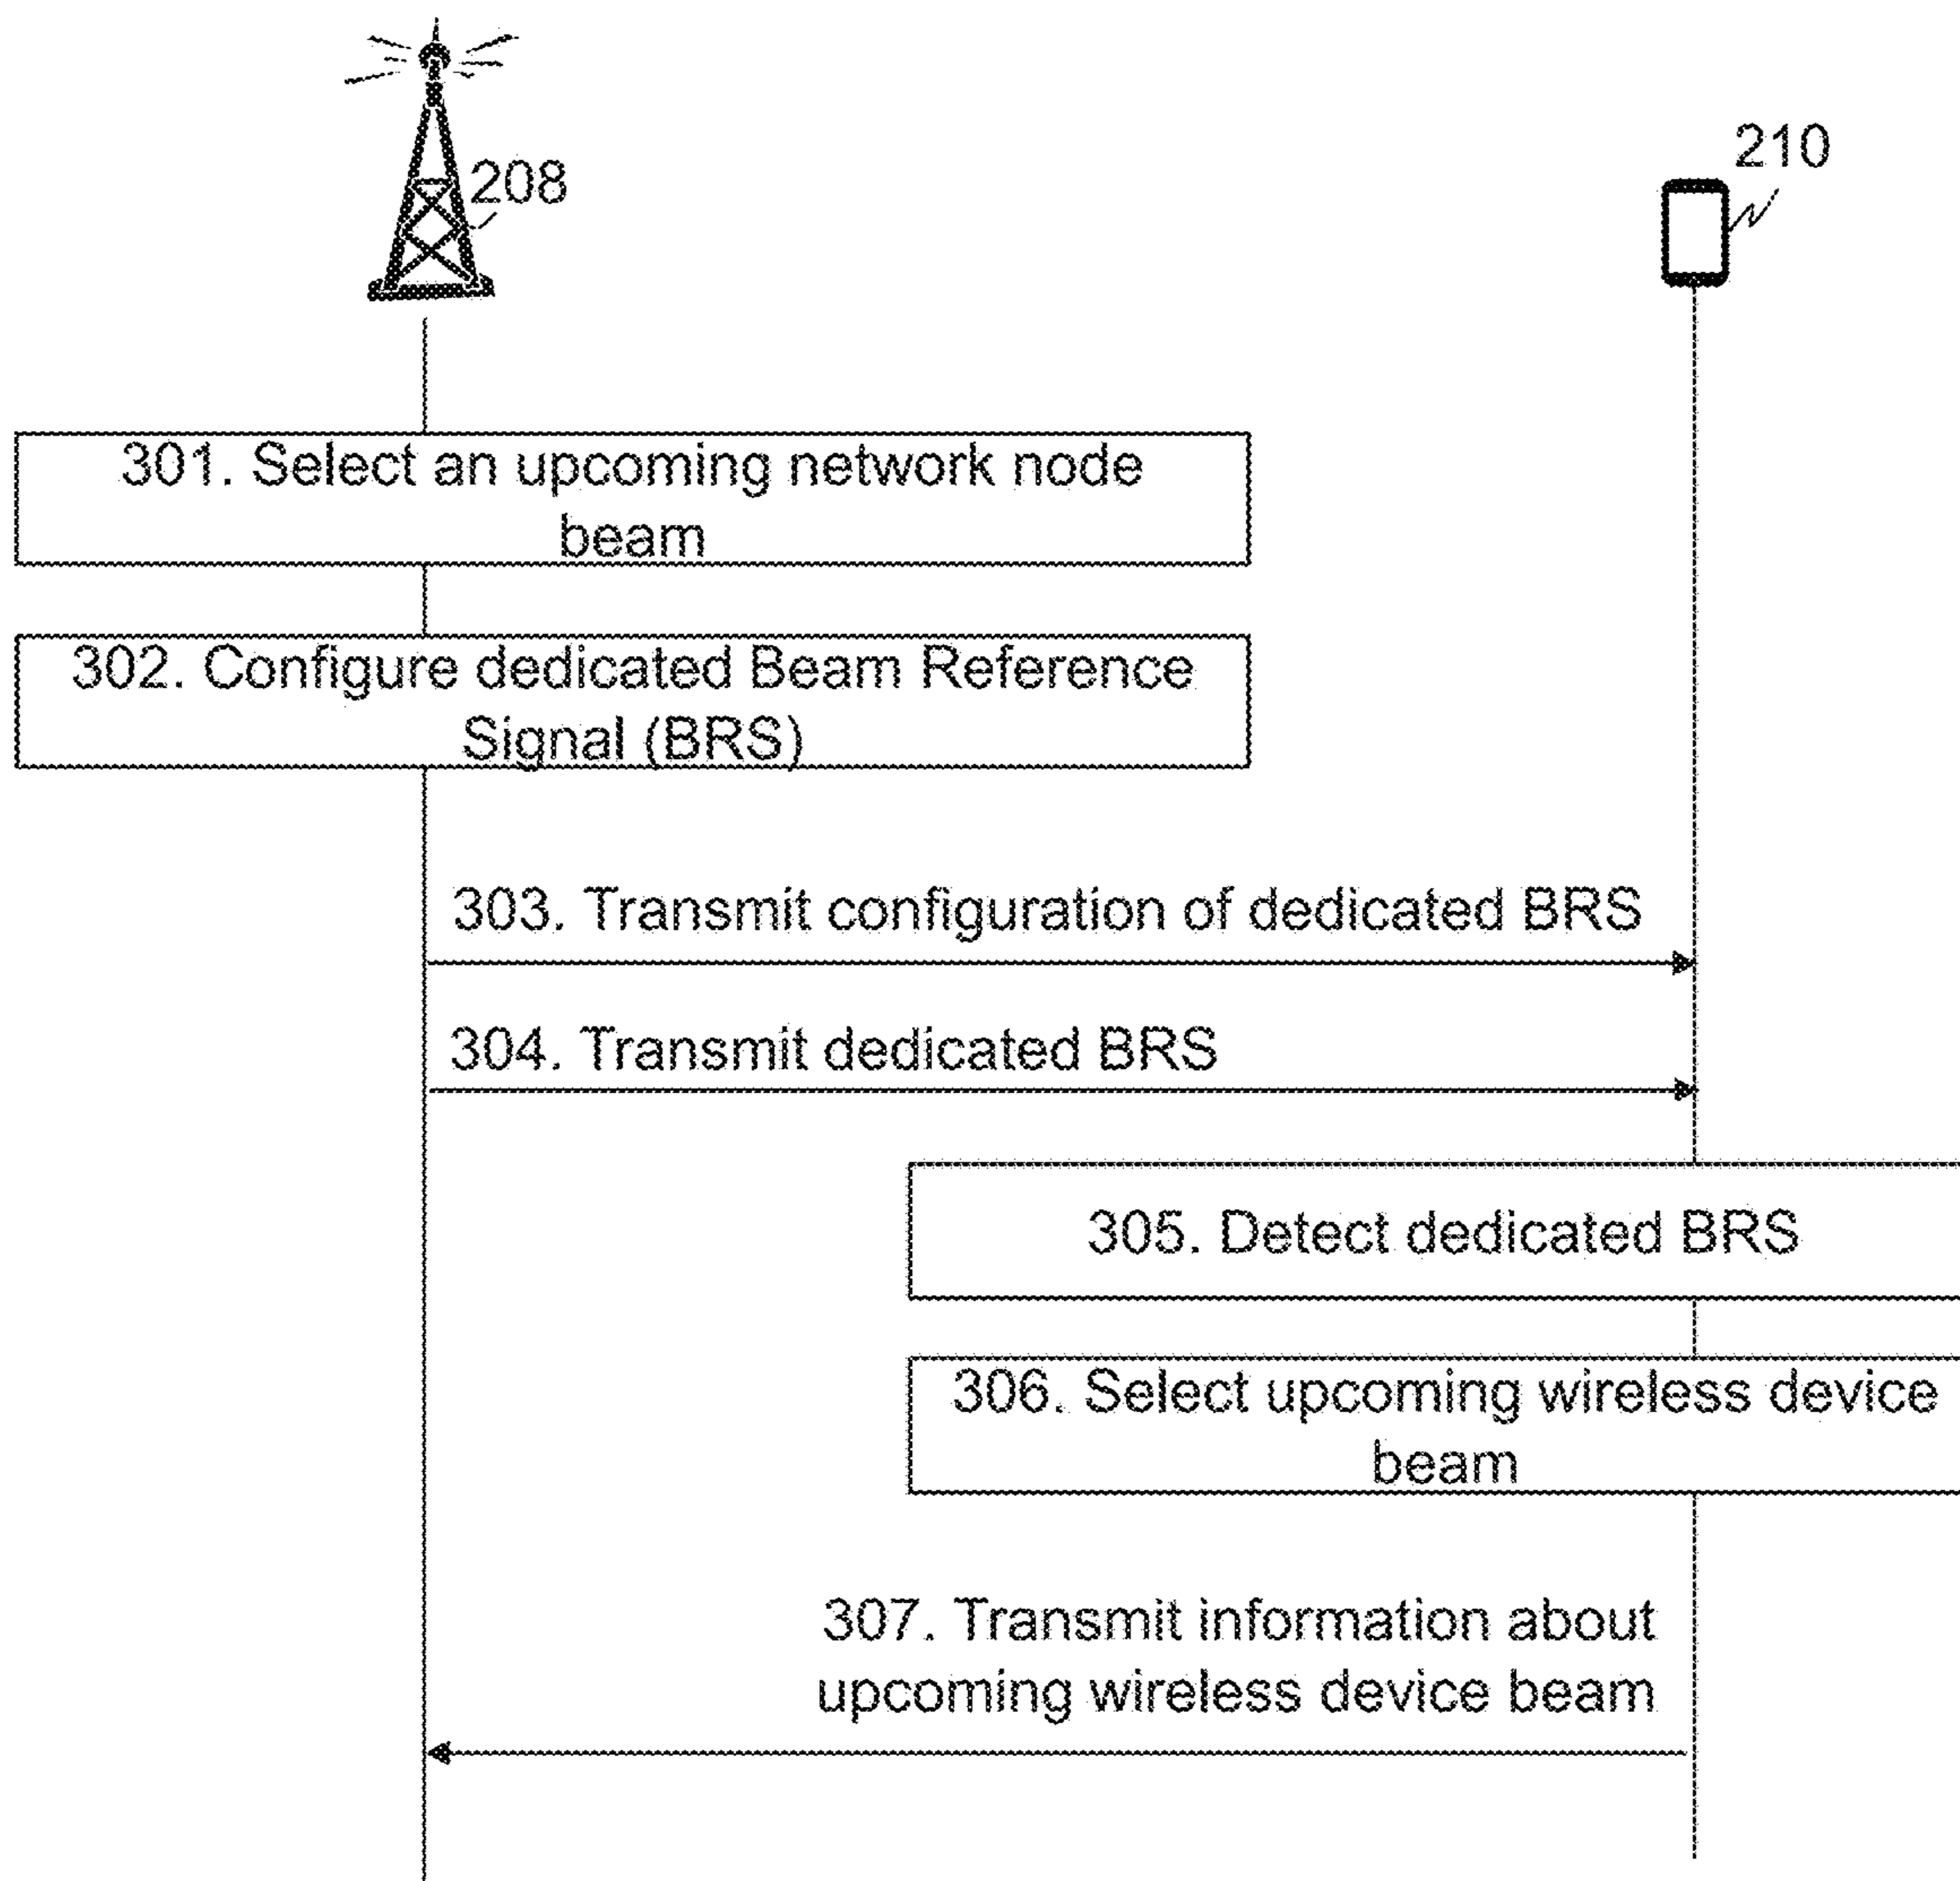 208
210
301. Select an upcoming network node
beam
302. Configure dedicated Beam Reference
Signal (BRS)
303. Transmit configuration of dedicated BRS
304. Transmit dedicated BRS
305. Detect dedicated BRS
306. Select upcoming wireless device
beam
307. Transmit information about
upcoming wireless device beam